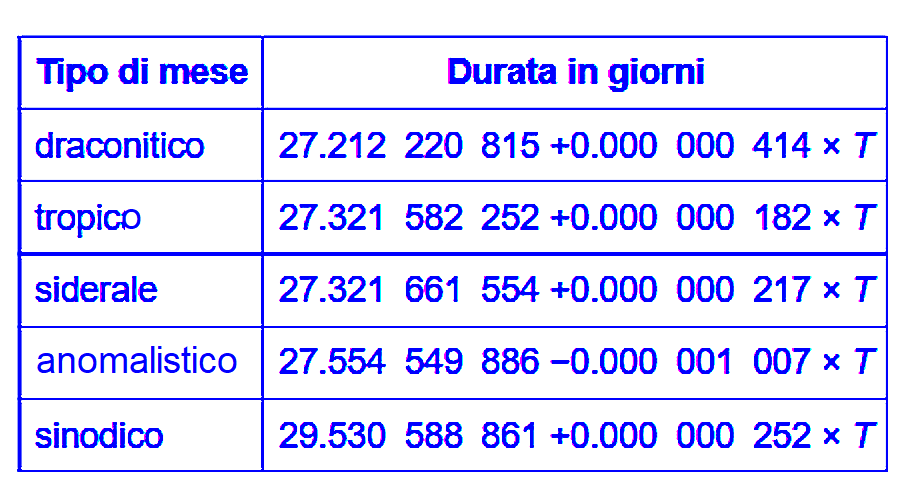 Tipo di mese Durata in giorni
draconitico 27.212 220 815 +0.000 000 414 × T
tropico 27.321 582 252 +0.000 000 182 × T
siderale 27.321 661 554 +0.000 000 217 × T
anomalistico 27.554 549 886 −0.000 001 007 × T
sinodico 29.530 588 861 +0.000 000 252 × T